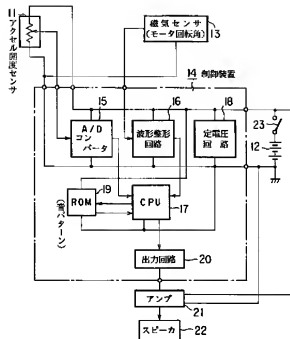 11
アクセル開度センサ
磁気センサ
(モータ回転角)
13
14 制御装置
15
A/D
コン
バータ
16
波形整形
回路
18
定電圧
回路
23
12
19
ROM
(音パターン)
CPU
17
出力回路
20
アンプ
21
スピーカ
22